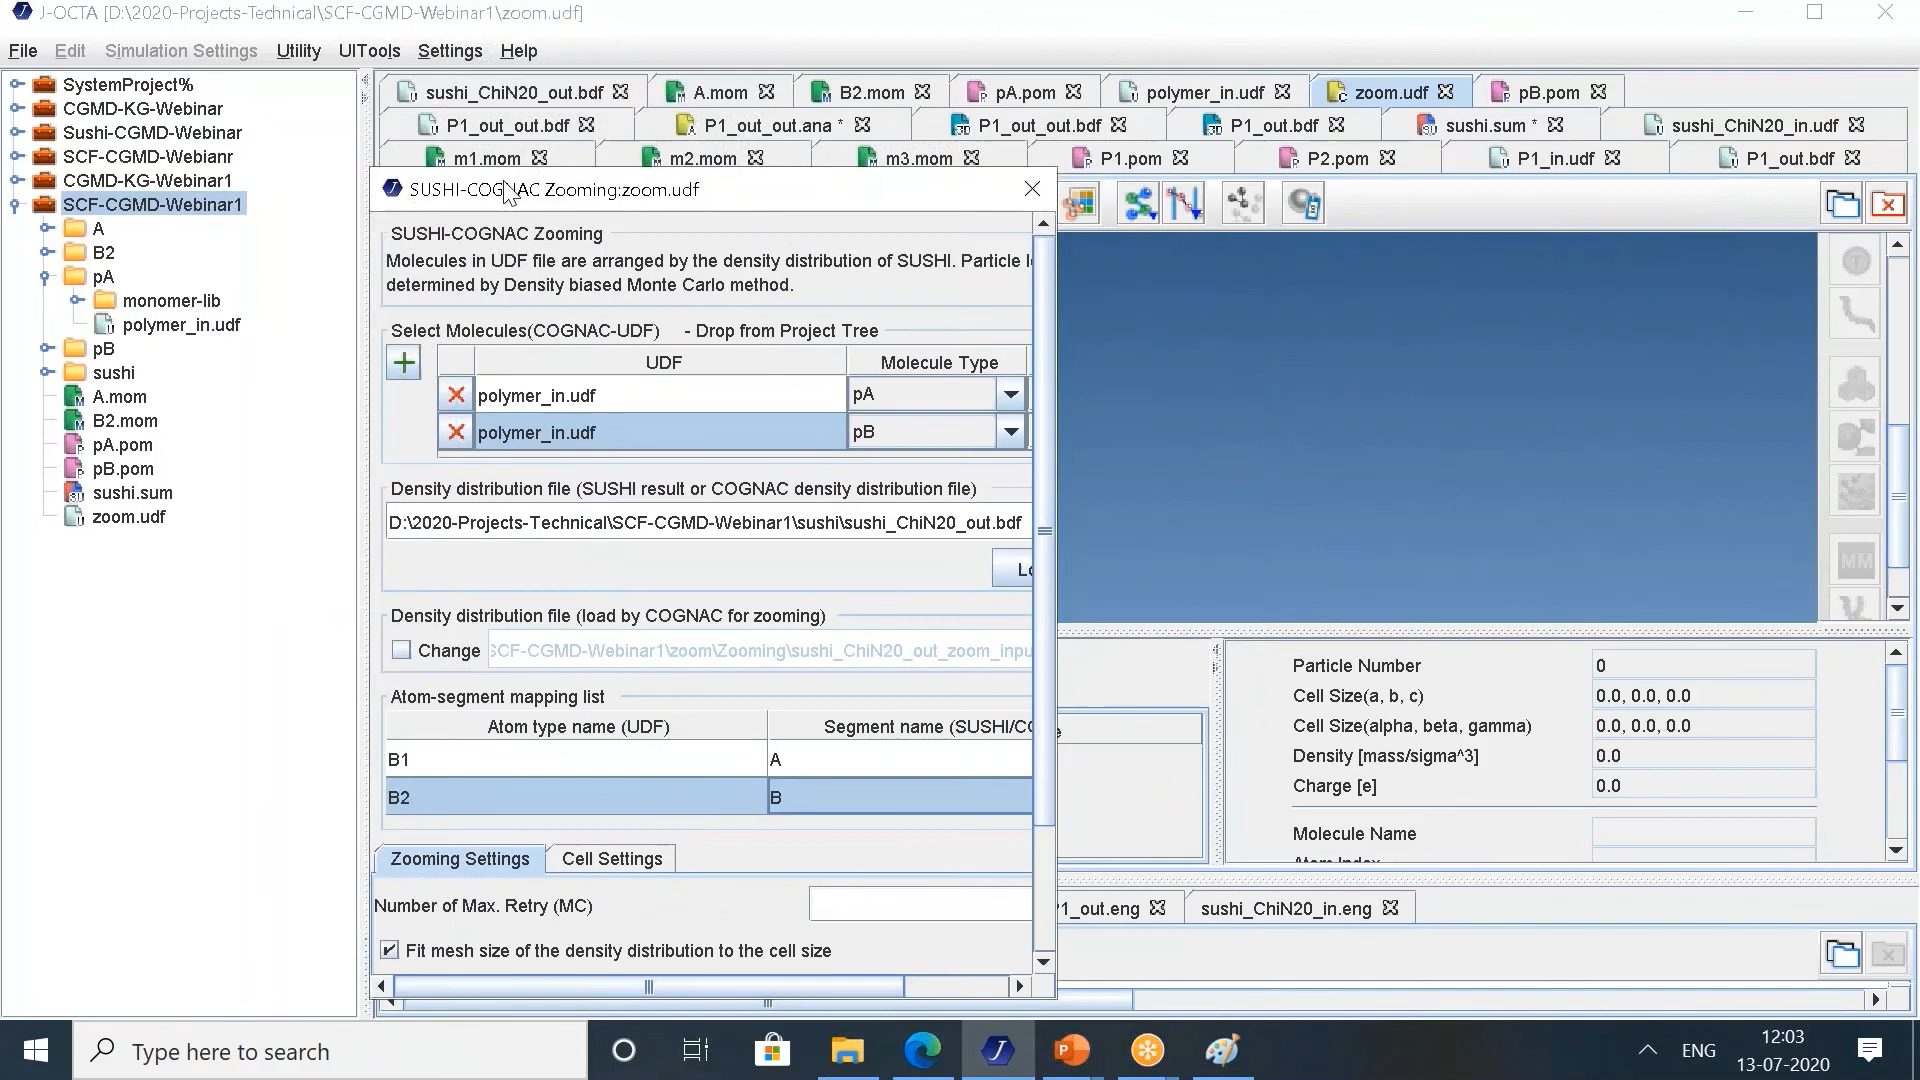 J-OCTA [D:\2020-Projects-Technical\SCF-CGMD-Webinar1\zoom.udf]
File Edit Simulation Settings Utility UITools Settings Help
SystemProject%
CGMD-KG-Webinar
Sushi-CGMD-Webinar
SCF-CGMD-Webianr
CGMD-KG-Webinar1
SCF-CGMD-Webinar1
A
B2
pA
monomer-lib
polymer_in.udf
pB
sushi
A.mom
B2.mom
pA.pom
pB.pom
sushi.sum
zoom.udf
sushi_ChiN20_out.bdf A.mom B2.mom pA.pom polymer_in.udf zoom.udf pB.pom
P1_out_out.bdf P1_out_out.ana * P1_out_out.bdf P1_out.bdf sushi.sum * sushi_ChiN20_in.udf
m1.mom m2.mom m3.mom P1.pom P2.pom P1_in.udf P1_out.bdf
SUSHI-COGNAC Zooming:zoom.udf
SUSHI-COGNAC Zooming
Molecules in UDF file are arranged by the density distribution of SUSHI. Particle l
determined by Density biased Monte Carlo method.
Select Molecules(COGNAC-UDF) - Drop from Project Tree
UDF Molecule Type
polymer_in.udf pA
polymer_in.udf pB
Density distribution file (SUSHI result or COGNAC density distribution file)
D:\2020-Projects-Technical\SCF-CGMD-Webinar1\sushi\sushi_ChiN20_out.bdf
Lo
Density distribution file (load by COGNAC for zooming)
Change SCF-CGMD-Webinar1\zoom\Zooming\sushi_ChiN20_out_zoom_inpu
Atom-segment mapping list
Atom type name (UDF) Segment name (SUSHI/CO
B1 A
B2 B
Zooming Settings Cell Settings
Number of Max. Retry (MC)
Fit mesh size of the density distribution to the cell size
MM
Particle Number 0
Cell Size(a, b, c) 0.0, 0.0, 0.0
Cell Size(alpha, beta, gamma) 0.0, 0.0, 0.0
Density [mass/sigma^3] 0.0
Charge [e] 0.0
Molecule Name
Atom Index
P1_out.eng sushi_ChiN20_in.eng
Type here to search
ENG
12:03
13-07-2020